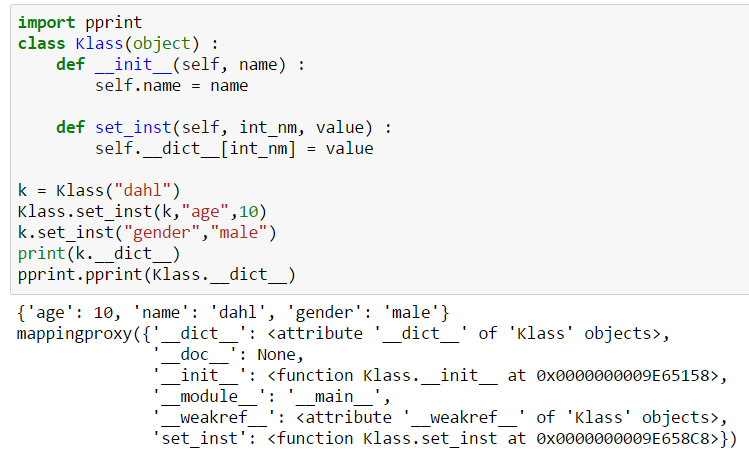 import pprint
class Klass(object) :
    def __init__(self, name) :
        self.name = name

    def set_inst(self, int_nm, value) :
        self.__dict__[int_nm] = value

k = Klass("dahl")
Klass.set_inst(k,"age",10)
k.set_inst("gender","male")
print(k.__dict__)
pprint.pprint(Klass.__dict__)
{'age': 10, 'name': 'dahl', 'gender': 'male'}
mappingproxy({'__dict__': <attribute '__dict__' of 'Klass' objects>,
              '__doc__': None,
              '__init__': <function Klass.__init__ at 0x0000000009E65158>,
              '__module__': '__main__',
              '__weakref__': <attribute '__weakref__' of 'Klass' objects>,
              'set_inst': <function Klass.set_inst at 0x0000000009E658C8>})